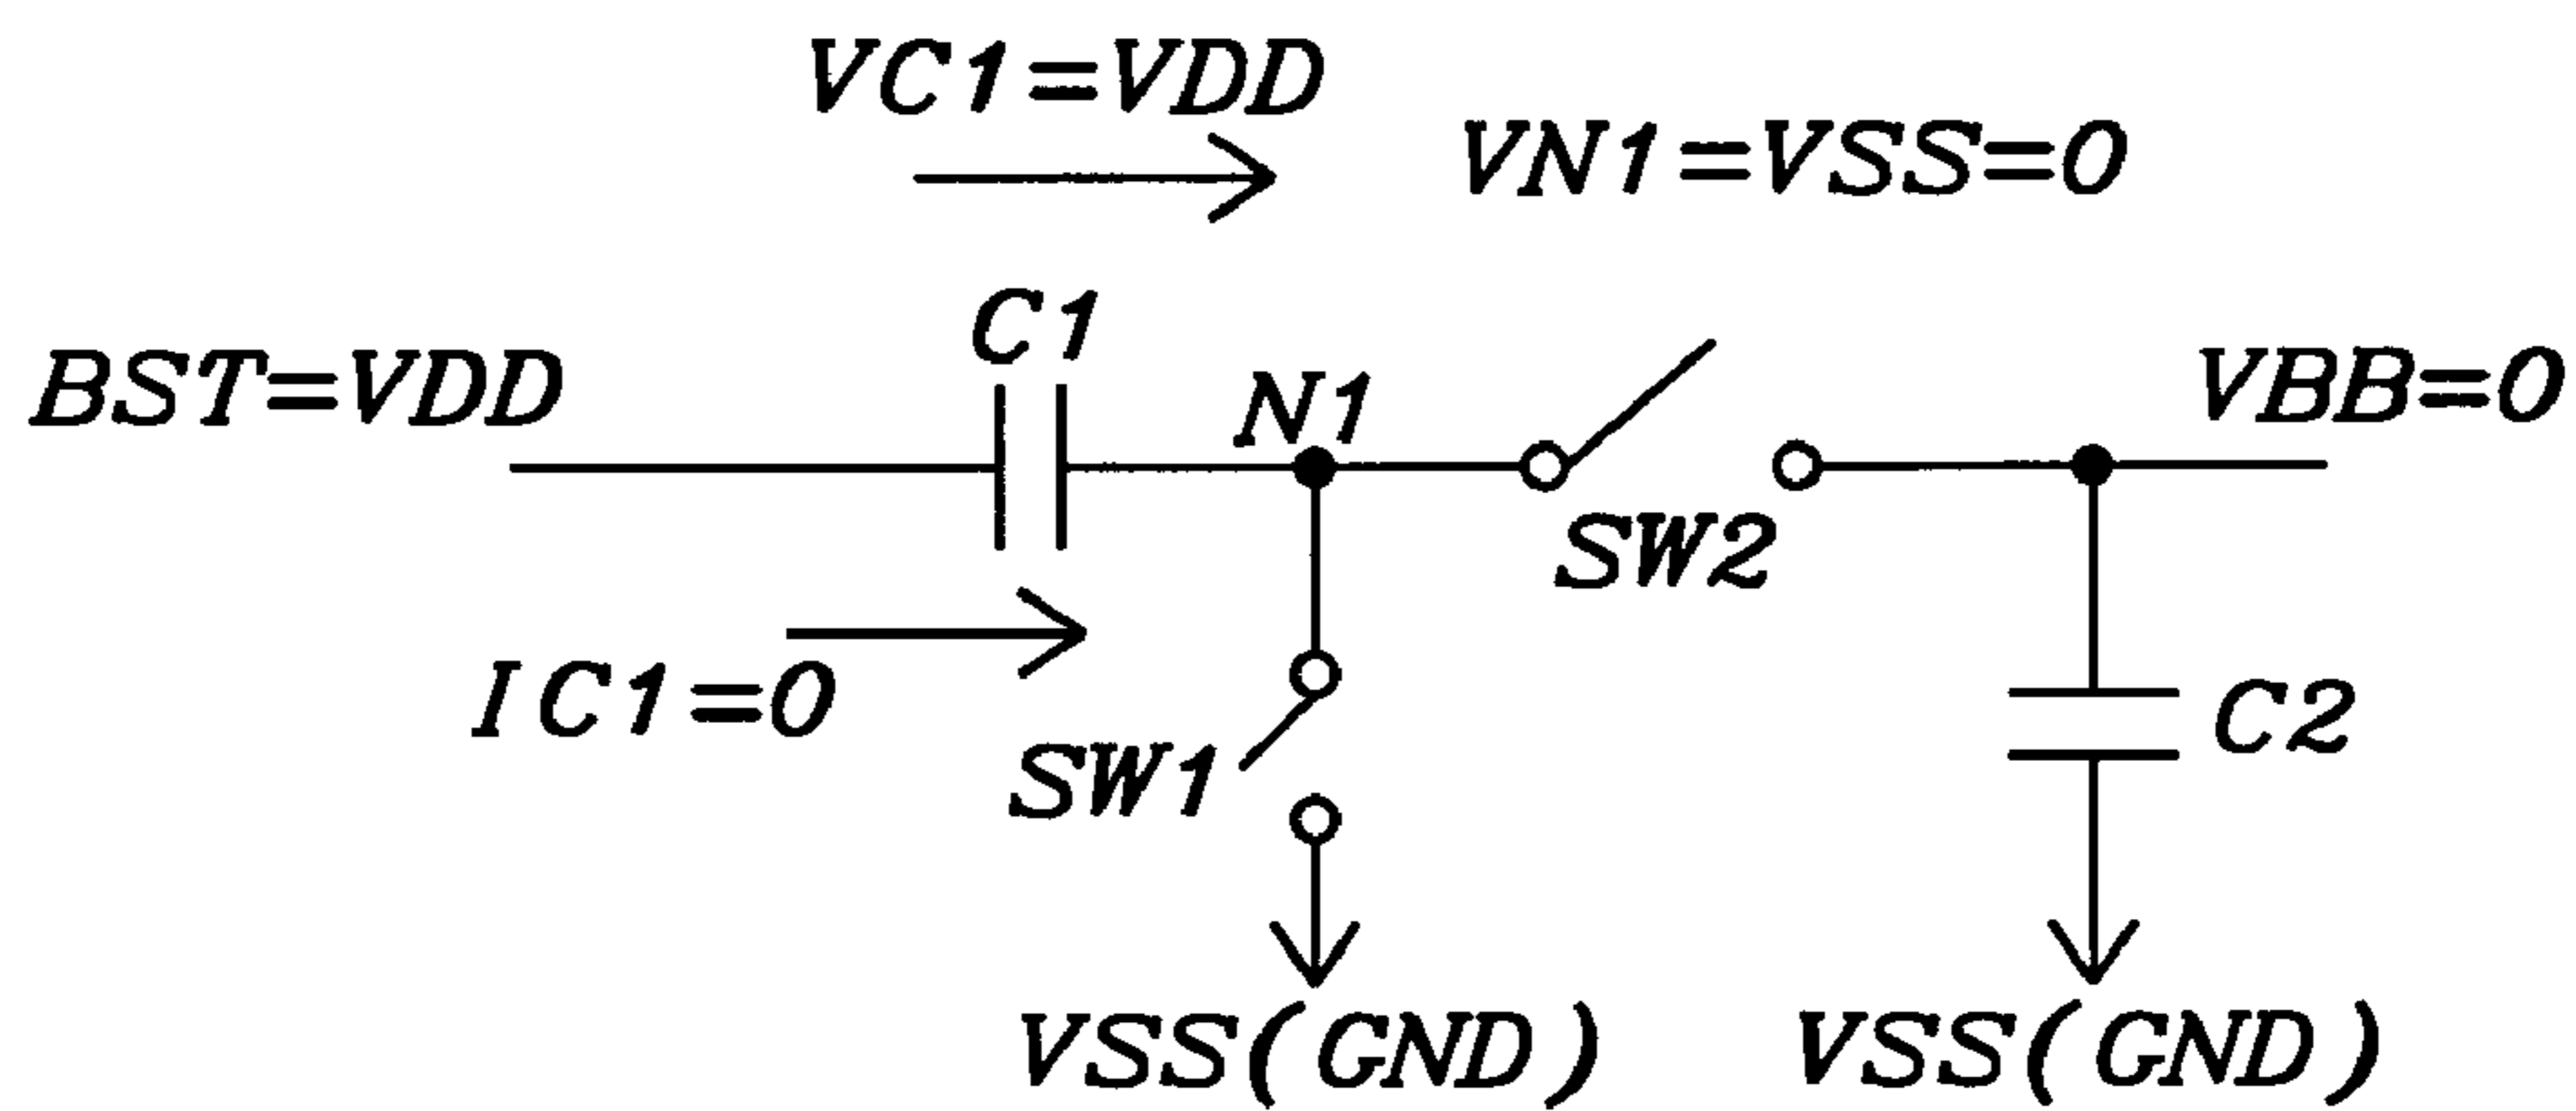 VC1=VDD
VN1=VSS=0
C1
BST=VDD
N1
VBB=0
SW2
IC1=0
C2
SW1
VSS(GND)
VSS(GND)